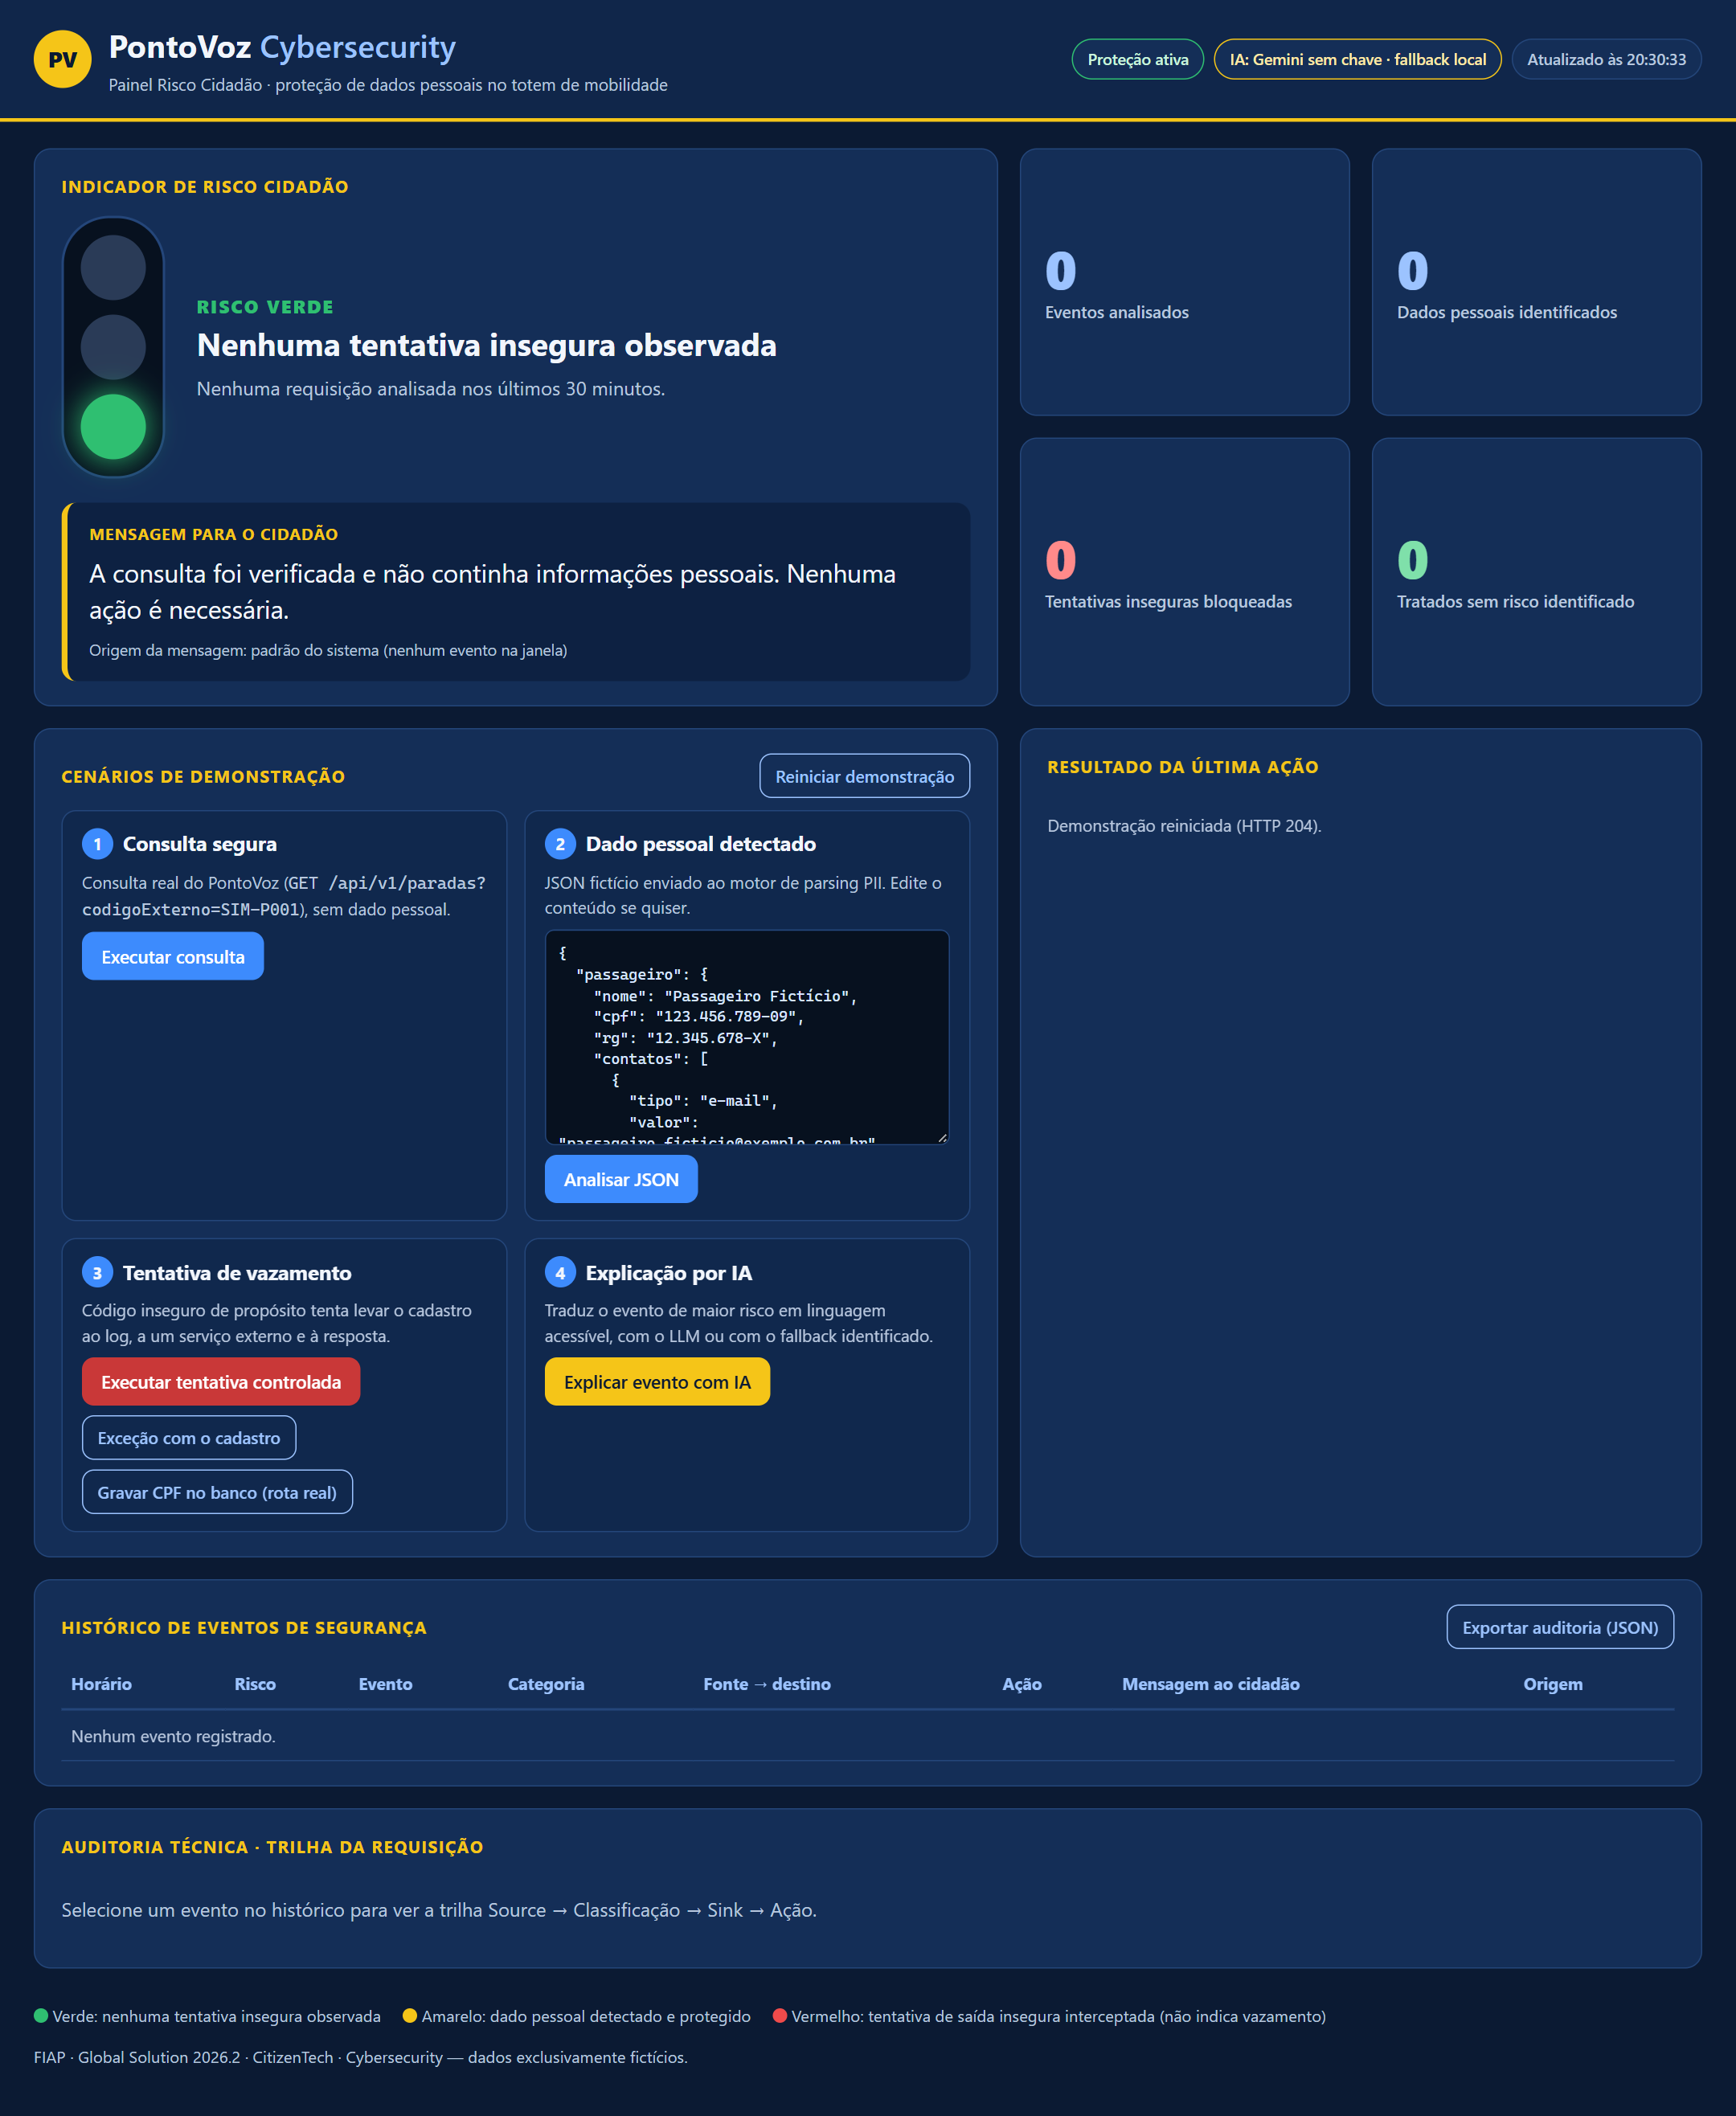 PV
PontoVoz Cybersecurity
Painel Risco Cidadão · proteção de dados pessoais no totem de mobilidade
Proteção ativa
IA: Gemini sem chave · fallback local
Atualizado às 20:30:33
INDICADOR DE RISCO CIDADÃO
RISCO VERDE
Nenhuma tentativa insegura observada
Nenhuma requisição analisada nos últimos 30 minutos.
MENSAGEM PARA O CIDADÃO
A consulta foi verificada e não continha informações pessoais. Nenhuma
ação é necessária.
Origem da mensagem: padrão do sistema (nenhum evento na janela)
0
Eventos analisados
0
Dados pessoais identificados
0
Tentativas inseguras bloqueadas
0
Tratados sem risco identificado
CENÁRIOS DE DEMONSTRAÇÃO
Reiniciar demonstração
1 Consulta segura
Consulta real do PontoVoz (GET /api/v1/paradas?
codigoExterno=SIM-P001), sem dado pessoal.
Executar consulta
2 Dado pessoal detectado
JSON fictício enviado ao motor de parsing PII. Edite o
conteúdo se quiser.
{
"passageiro": {
"nome": "Passageiro Fictício",
"cpf": "123.456.789-09",
"rg": "12.345.678-X",
"contatos": [
{
"tipo": "e-mail",
"valor":
"passageiro.ficticio@exemplo.com.br"
Analisar JSON
3 Tentativa de vazamento
Código inseguro de propósito tenta levar o cadastro
ao log, a um serviço externo e à resposta.
Executar tentativa controlada
Exceção com o cadastro
Gravar CPF no banco (rota real)
4 Explicação por IA
Traduz o evento de maior risco em linguagem
acessível, com o LLM ou com o fallback identificado.
Explicar evento com IA
RESULTADO DA ÚLTIMA AÇÃO
Demonstração reiniciada (HTTP 204).
HISTÓRICO DE EVENTOS DE SEGURANÇA
Exportar auditoria (JSON)
Horário Risco Evento Categoria Fonte → destino Ação Mensagem ao cidadão Origem
Nenhum evento registrado.
AUDITORIA TÉCNICA · TRILHA DA REQUISIÇÃO
Selecione um evento no histórico para ver a trilha Source → Classificação → Sink → Ação.
Verde: nenhuma tentativa insegura observada
Amarelo: dado pessoal detectado e protegido
Vermelho: tentativa de saída insegura interceptada (não indica vazamento)
FIAP · Global Solution 2026.2 · CitizenTech · Cybersecurity — dados exclusivamente fictícios.